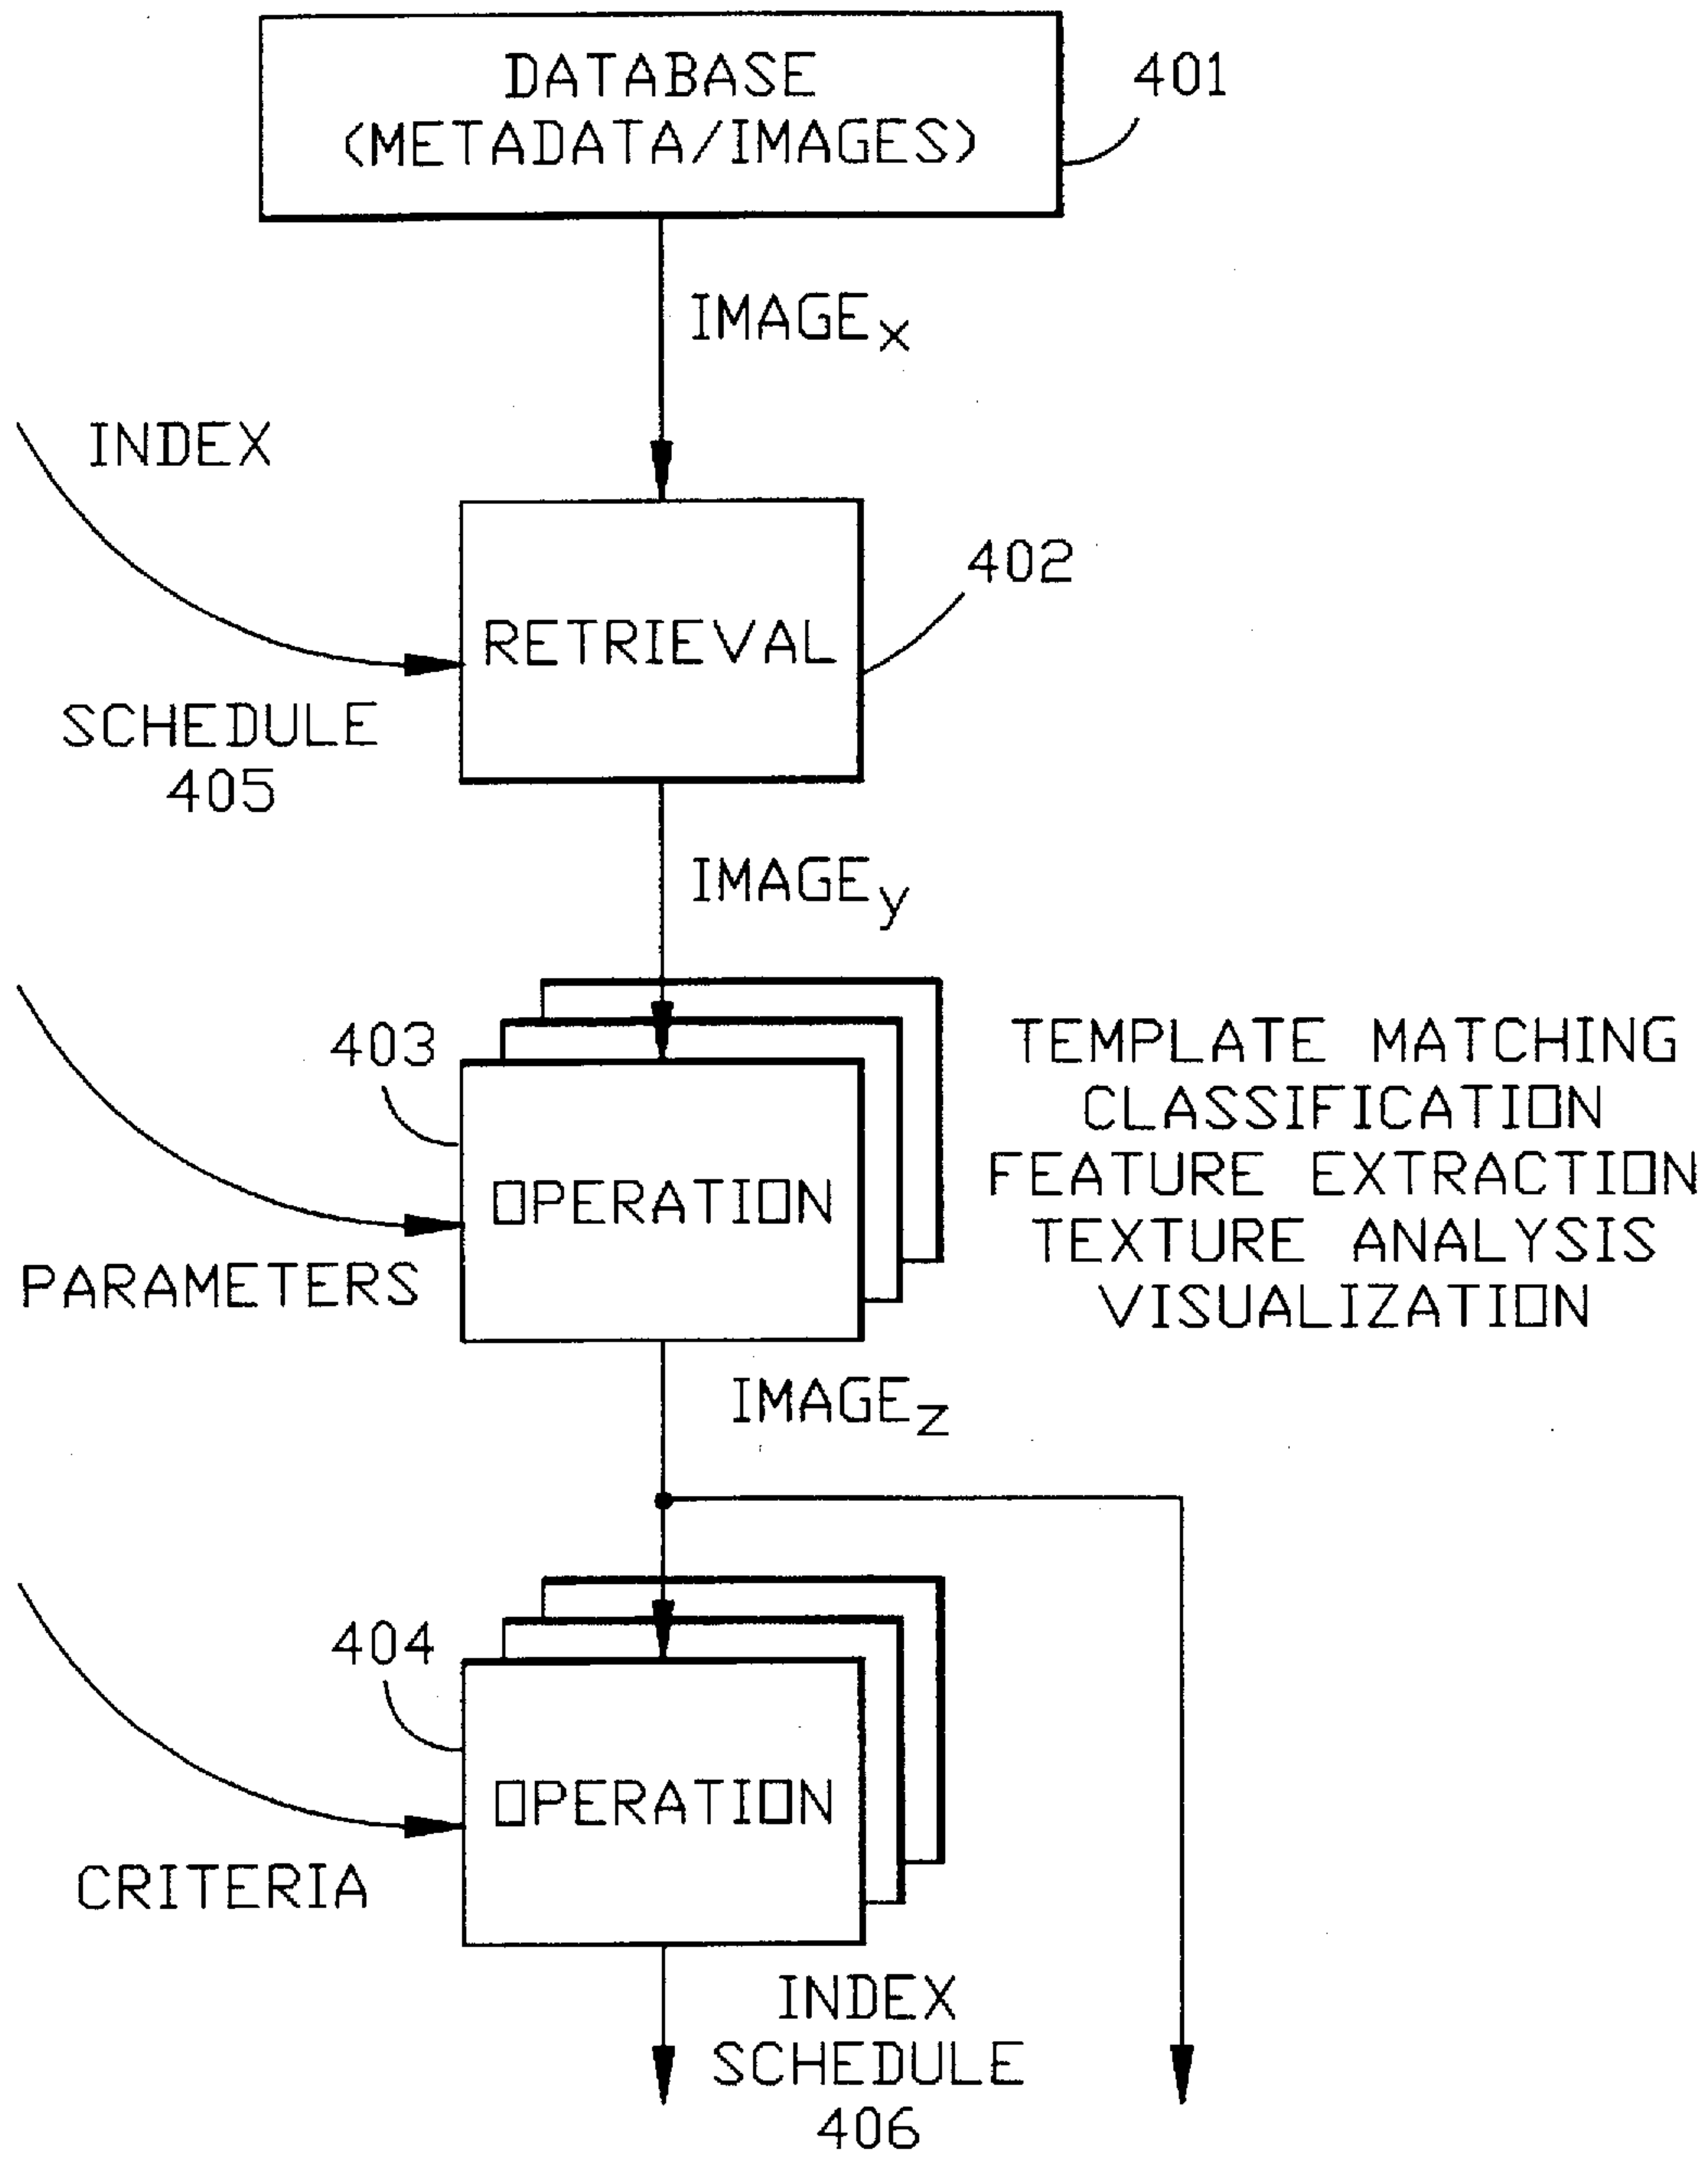 DATABASE
(METADATA/IMAGES)
401
IMAGEx
INDEX
402
RETRIEVAL
SCHEDULE
405
IMAGEy
403
TEMPLATE MATCHING
CLASSIFICATION
FEATURE EXTRACTION
TEXTURE ANALYSIS
VISUALIZATION
OPERATION
PARAMETERS
IMAGEz
404
OPERATION
CRITERIA
INDEX
SCHEDULE
406